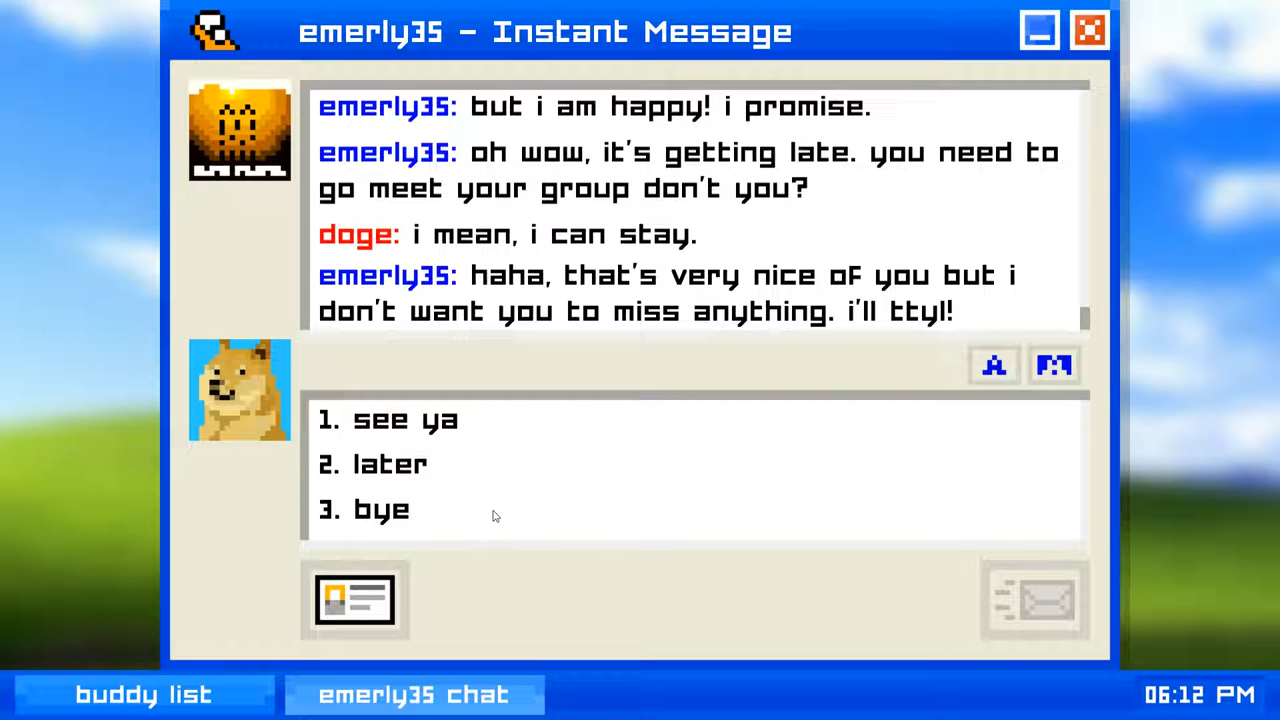 emerly35 - Instant Message
emerly35: but i am happy! i promise.
emerly35: oh wow, it's getting late. you need to
go meet your group don't you?
doge: i mean, i can stay.
emerly35: haha, that's very nice of you but i
don't want you to miss anything. i'll ttyl!
A
1. see ya
2. later
3. bye
buddy list
emerly35 chat
06:12 PM